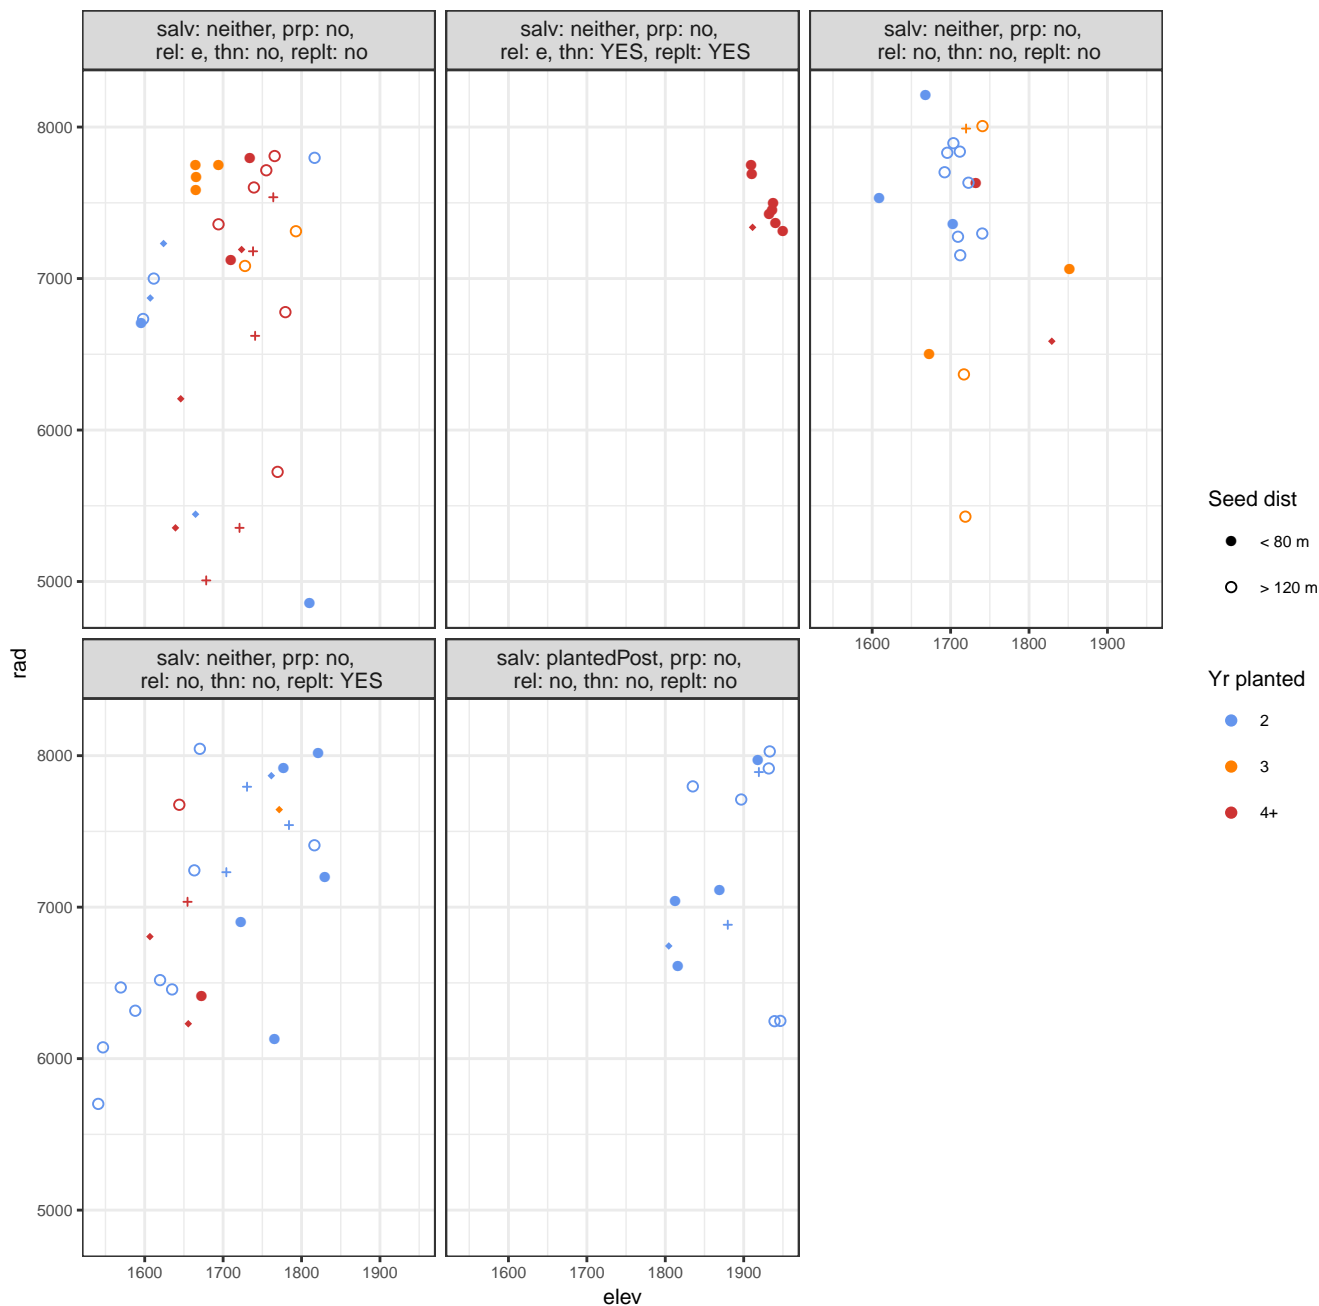 salv: neither, prp: no,
rel: e, thn: no, replt: no
salv: neither, prp: no,
rel: e, thn: YES, replt: YES
salv: neither, prp: no,
rel: no, thn: no, replt: no
8000
7000
6000
5000
1600 1700 1800 1900
salv: neither, prp: no,
rel: no, thn: no, replt: YES
salv: plantedPost, prp: no,
rel: no, thn: no, replt: no
8000
7000
6000
5000
1600 1700 1800 1900
1600 1700 1800 1900
elev
rad
Seed dist
< 80 m
> 120 m
Yr planted
2
3
4+